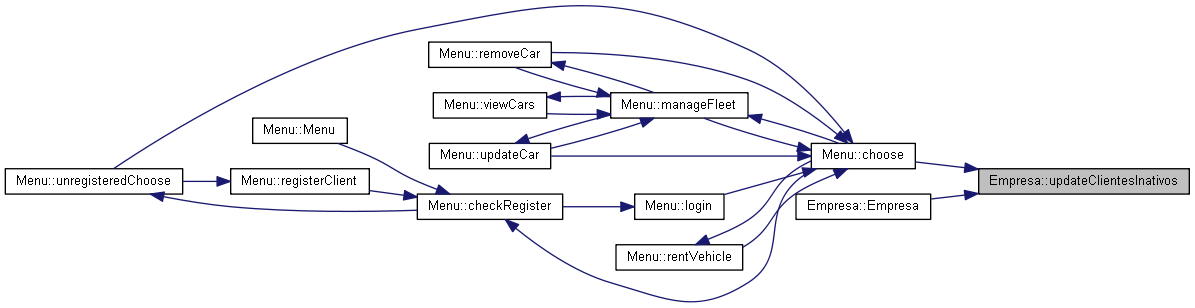 Menu::removeCar
Menu::viewCars
Menu::manageFleet
Menu::Menu
Menu::updateCar
Menu::choose
Menu::unregisteredChoose
Menu::registerClient
Empresa::updateClientesInativos
Menu::checkRegister
Menu::login
Empresa::Empresa
Menu::rentVehicle